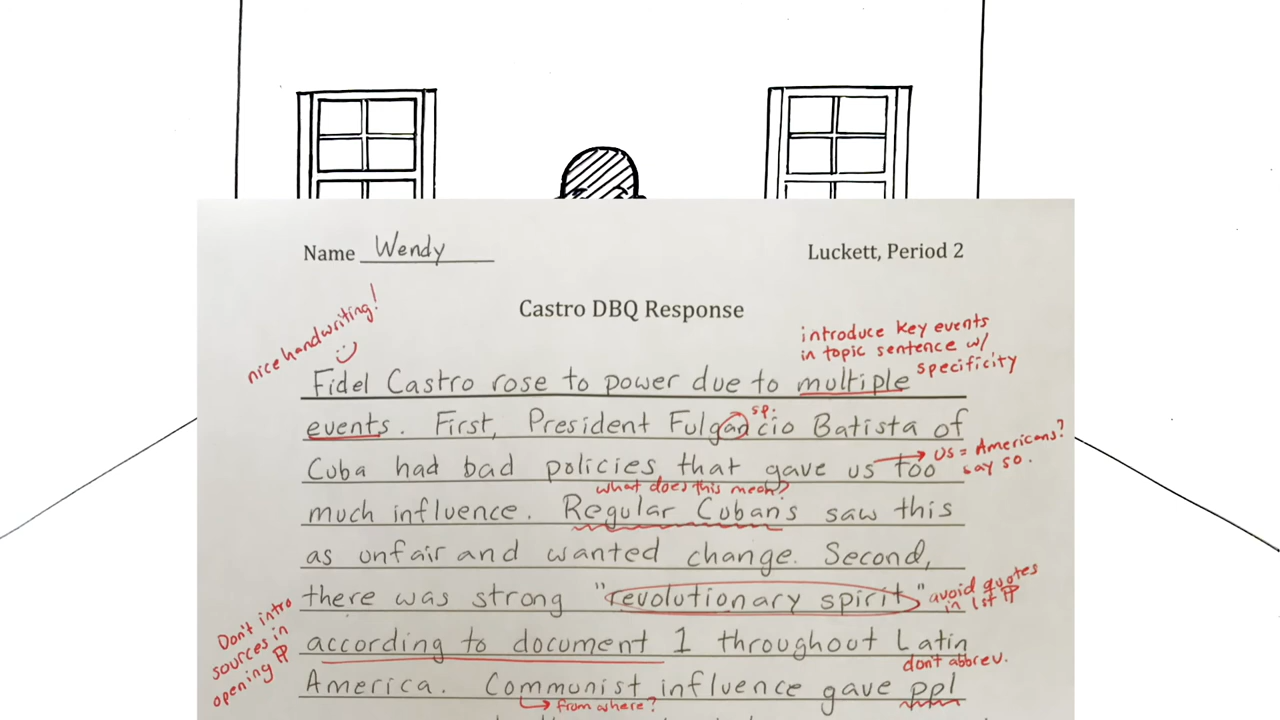 Name Wendy
Luckett, Period 2
Castro DBQ Response
nice handwriting!
introduce key events
in topic sentence w/
specificity
Fidel Castro rose to power due to multiple
sp.
events. First, President Fulgancio Batista of
US = Americans?
say so.
Cuba had bad policies that gave us too
what does this mean?
much influence. Regular Cubans saw this
as unfair and wanted change. Second,
there was strong "revolutionary spirit"
avoid quotes
in 1st ¶
Don't intro
sources in
opening ¶
according to document 1 throughout Latin
don't abbrev.
America. Communist influence gave ppl
from where?